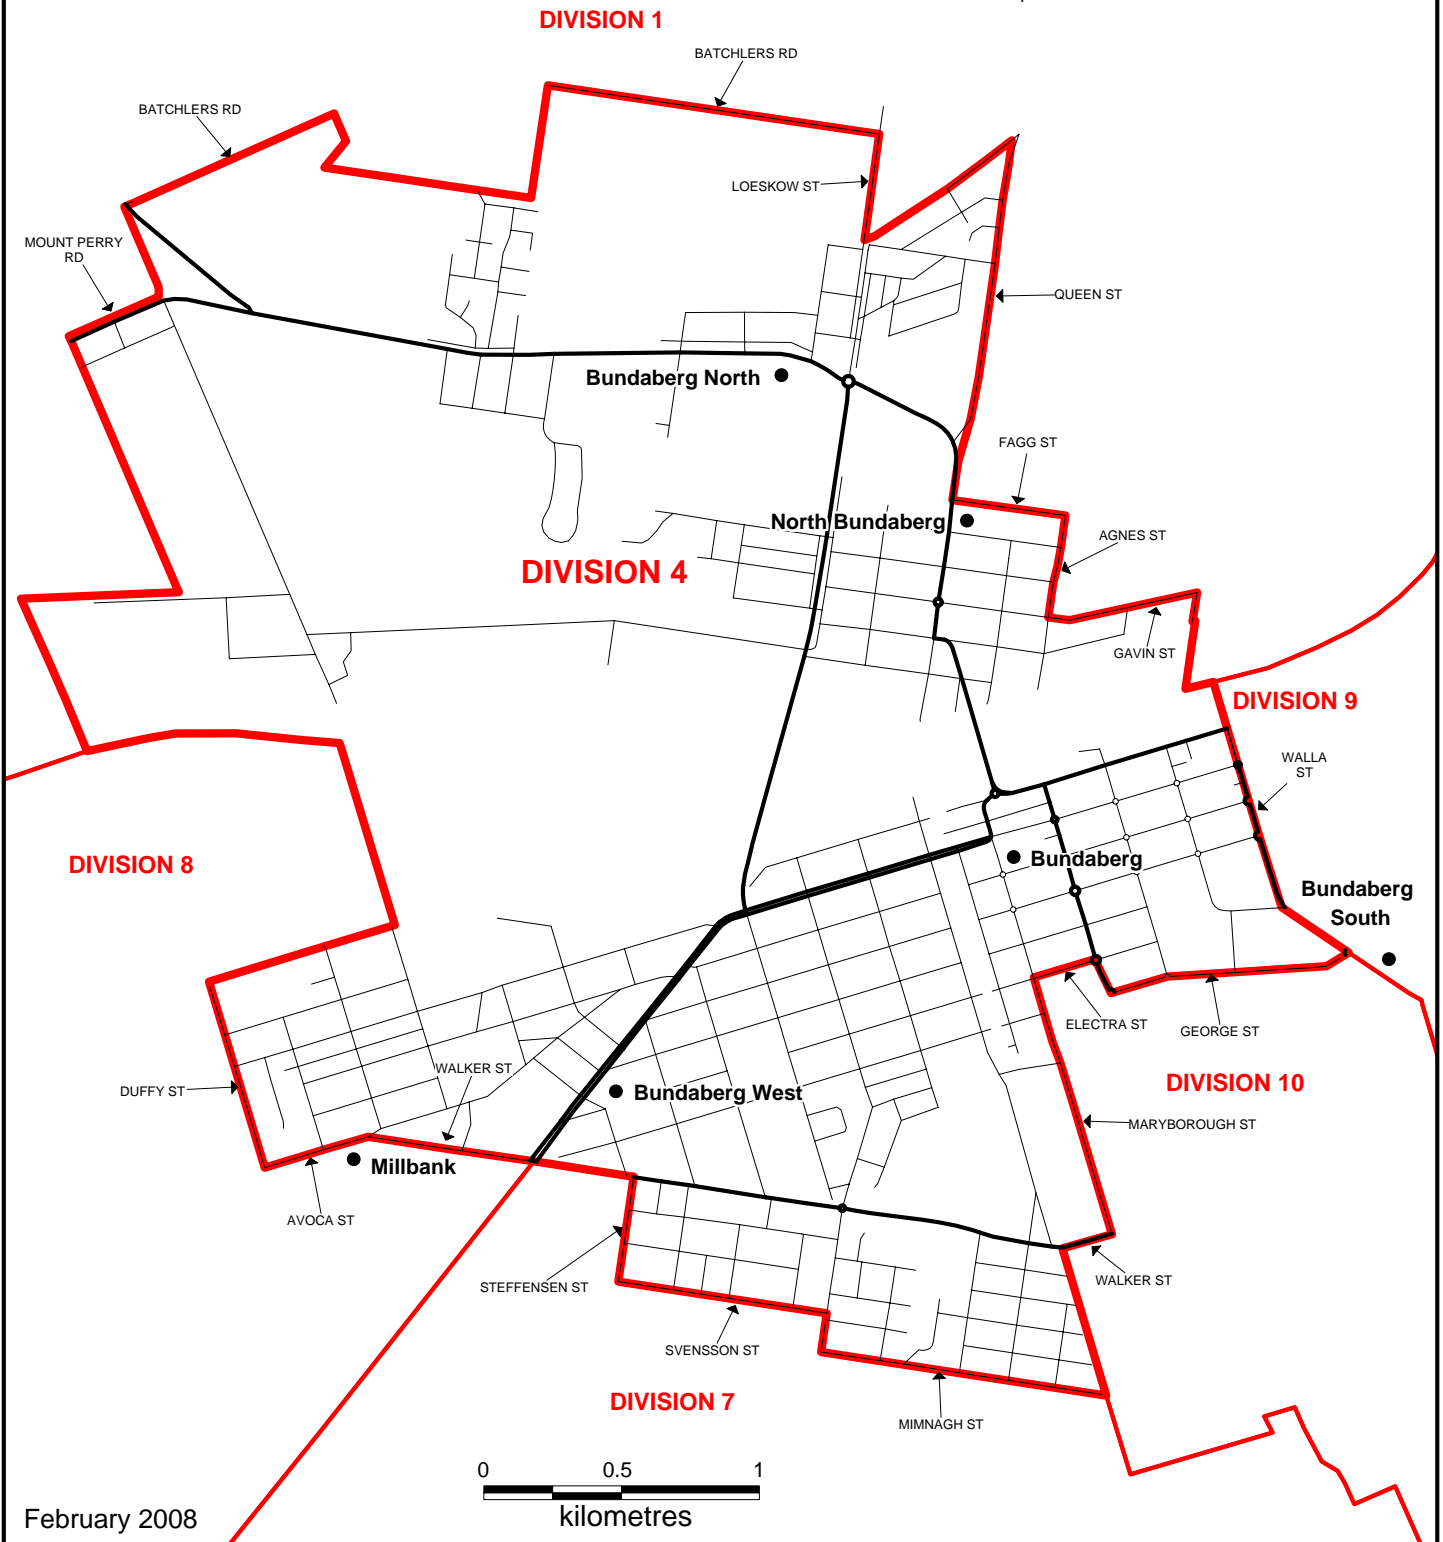 DIVISION 1
BATCHLERS RD
BATCHLERS RD
LOESKOW ST
MOUNT PERRY
RD
QUEEN ST
Bundaberg North
FAGG ST
North Bundaberg
AGNES ST
DIVISION 4
GAVIN ST
DIVISION 9
WALLA
ST
DIVISION 8
Bundaberg
Bundaberg
South
ELECTRA ST
GEORGE ST
WALKER ST
DUFFY ST
Bundaberg West
DIVISION 10
MARYBOROUGH ST
Millbank
AVOCA ST
STEFFENSEN ST
WALKER ST
SVENSSON ST
DIVISION 7
MIMNAGH ST
0 0.5 1
kilometres
February 2008